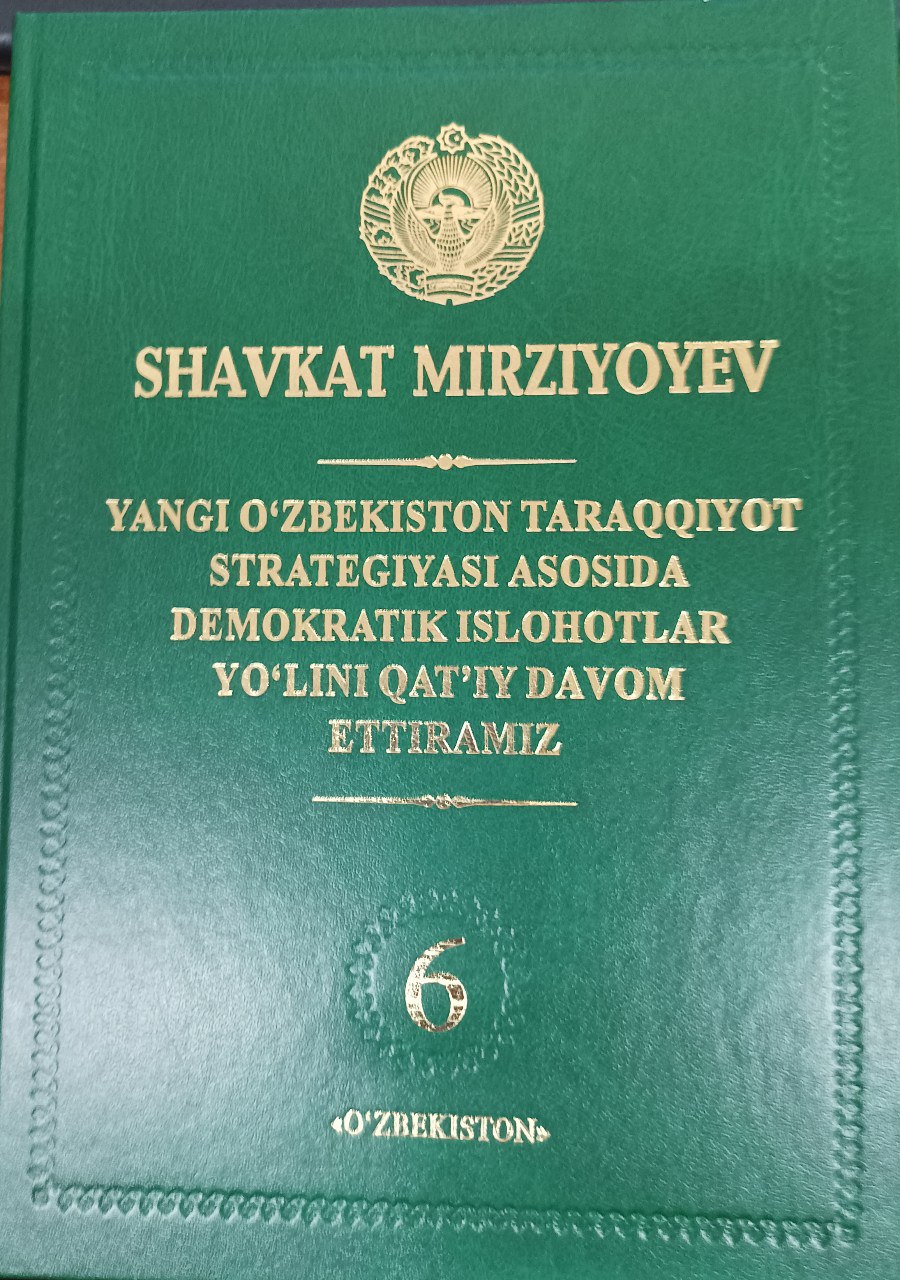 SHAVKAT MIRZIYOYEV
YANGI O‘ZBEKISTON TARAQQIYOT
STRATEGIYASI ASOSIDA
DEMOKRATIK ISLOHOTLAR
YO‘LINI QAT’IY DAVOM
ETTIRAMIZ
6
«O‘ZBEKISTON»